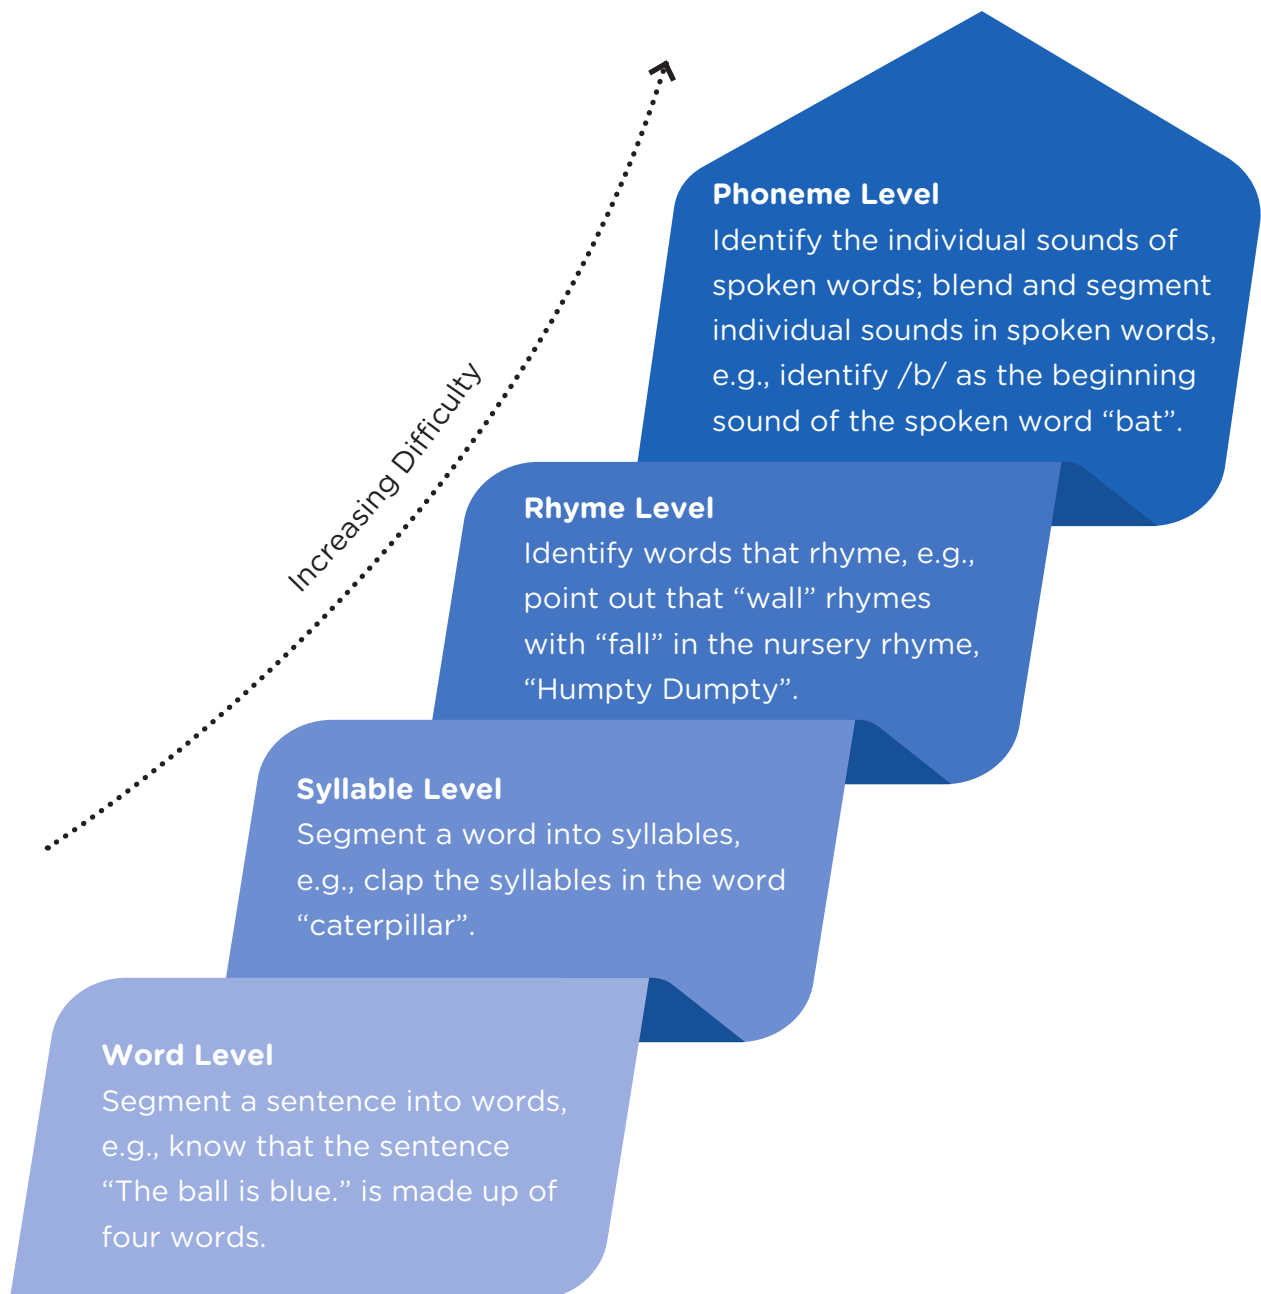 Phoneme Level
Identify the individual sounds of
spoken words; blend and segment
individual sounds in spoken words,
e.g., identify /b/ as the beginning
sound of the spoken word “bat”.
Increasing Difficulty
Rhyme Level
Identify words that rhyme, e.g.,
point out that “wall” rhymes
with “fall” in the nursery rhyme,
“Humpty Dumpty”.
Syllable Level
Segment a word into syllables,
e.g., clap the syllables in the word
“caterpillar”.
Word Level
Segment a sentence into words,
e.g., know that the sentence
“The ball is blue.” is made up of
four words.